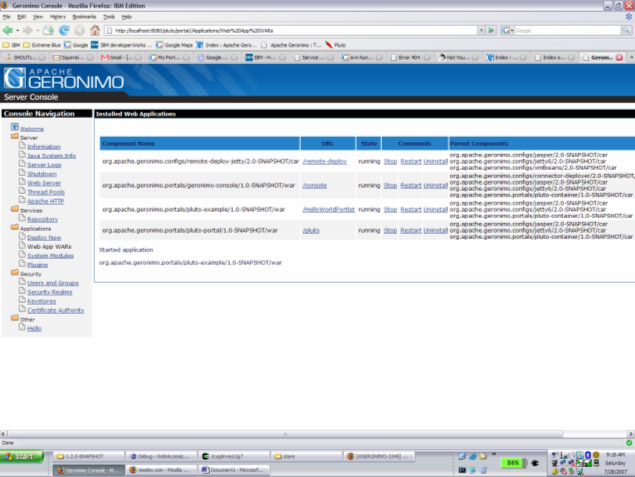 Geronimo Console - Mozilla Firefox: IBM Edition
File Edit View History Bookmarks Tools Help
http://localhost:8080/pluto/portal/Applications/Web%20App%20WARs
Google
IBM Extreme Blue Google IBM developerWorks ... Google Maps Index : Apache Gero... Apache Geronimo : T... Pluto
Gmail - I... My Port... Google ... IBM - H... Service ... Error 404 Not You... Index : ... Index o... Geron...
APACHE
GERONIMO
Server Console
Console Navigation
Welcome
Server
Information
Java System Info
Server Logs
Shutdown
Web Server
Thread Pools
Apache HTTP
Services
Repository
Applications
Deploy New
Web App WARs
System Modules
Plugins
Security
Users and Groups
Security Realms
Keystores
Certificate Authority
Other
Hello
Installed Web Applications
Component Name URL State Commands Parent Components
org.apache.geronimo.configs/remote-deploy-jetty/2.0-SNAPSHOT/car /remote-deploy running Stop Restart Uninstall
org.apache.geronimo.configs/jasper/2.0-SNAPSHOT/car
org.apache.geronimo.configs/jetty6/2.0-SNAPSHOT/car
org.apache.geronimo.configs/xmlbeans/2.0-SNAPSHOT/car
org.apache.geronimo.portals/geronimo-console/1.0-SNAPSHOT/war /console running Stop Restart Uninstall
org.apache.geronimo.configs/connector-deployer/2.0-SNAPSHOT,
org.apache.geronimo.configs/jasper/2.0-SNAPSHOT/car
org.apache.geronimo.configs/jetty6/2.0-SNAPSHOT/car
org.apache.geronimo.portals/pluto-container/1.0-SNAPSHOT/car
org.apache.geronimo.portals/pluto-example/1.0-SNAPSHOT/war /HelloWorldPortlet running Stop Restart Uninstall
org.apache.geronimo.configs/jasper/2.0-SNAPSHOT/car
org.apache.geronimo.configs/jetty6/2.0-SNAPSHOT/car
org.apache.geronimo.portals/pluto-container/1.0-SNAPSHOT/car
org.apache.geronimo.portals/pluto-portal/1.0-SNAPSHOT/war /pluto running Stop Restart Uninstall
org.apache.geronimo.configs/jasper/2.0-SNAPSHOT/car
org.apache.geronimo.configs/jetty6/2.0-SNAPSHOT/car
org.apache.geronimo.portals/pluto-container/1.0-SNAPSHOT/car
Started application
org.apache.geronimo.portals/pluto-example/1.0-SNAPSHOT/war
Done
start
1.2.0-SNAPSHOT Debug - WebAccessL... /cygdrive/c/g7 store
Geronimo Console - M... meebo.com - Mozilla ... Document1 - Microsof...
86%
9:36 AM
Saturday
7/28/2007